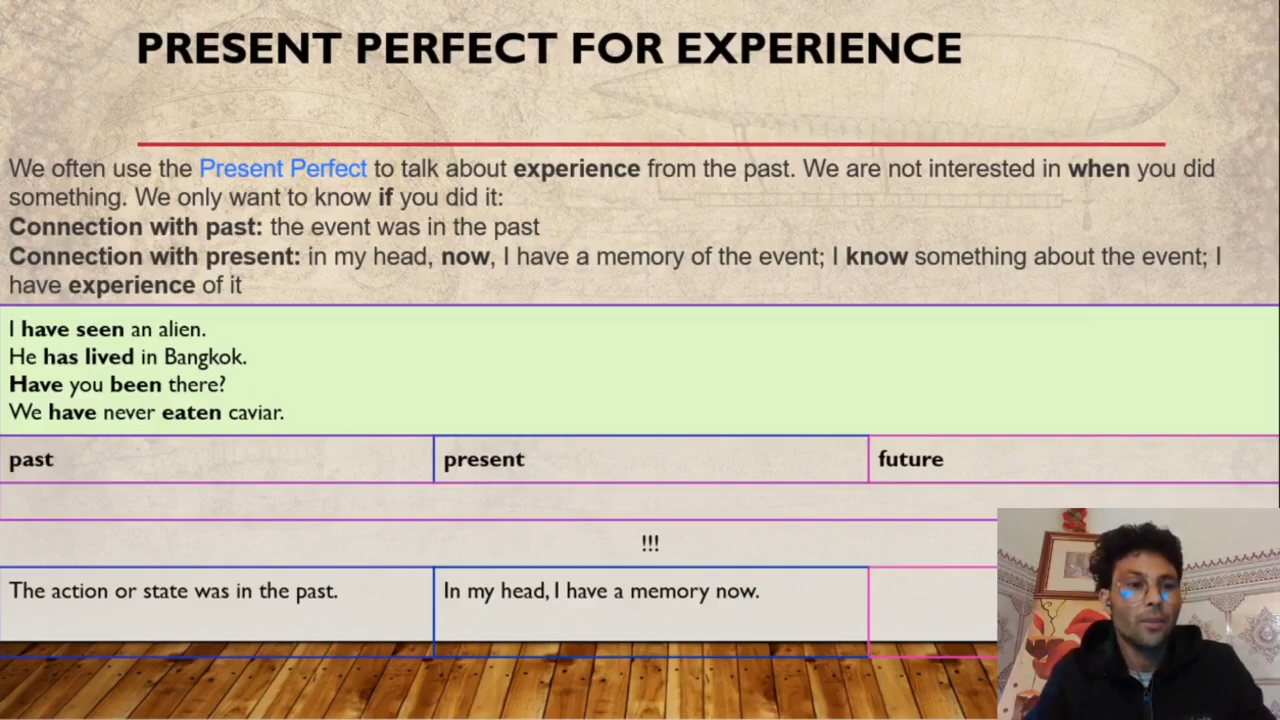 PRESENT PERFECT FOR EXPERIENCE
We often use the Present Perfect to talk about experience from the past. We are not interested in when you did
something. We only want to know if you did it:
Connection with past: the event was in the past
Connection with present: in my head, now, I have a memory of the event; I know something about the event; I
have experience of it
I have seen an alien.
He has lived in Bangkok.
Have you been there?
We have never eaten caviar.
past present future
!!!
The action or state was in the past. In my head, I have a memory now.